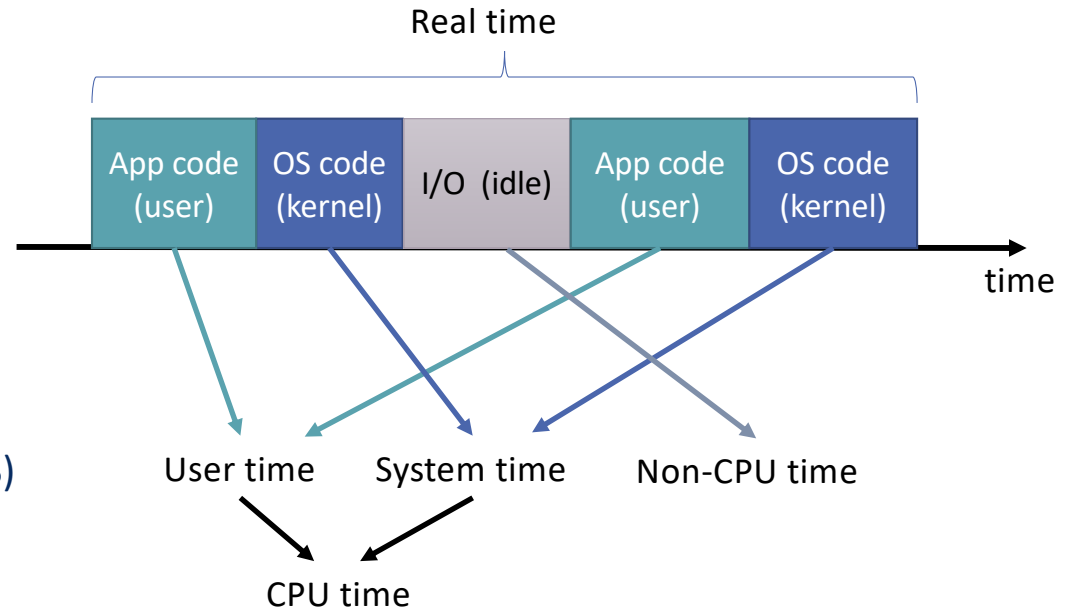 Real time
App code
(user)
OS code
(kernel)
I/O (idle)
App code
(user)
OS code
(kernel)
time
)
User time
System time
Non-CPU time
CPU time